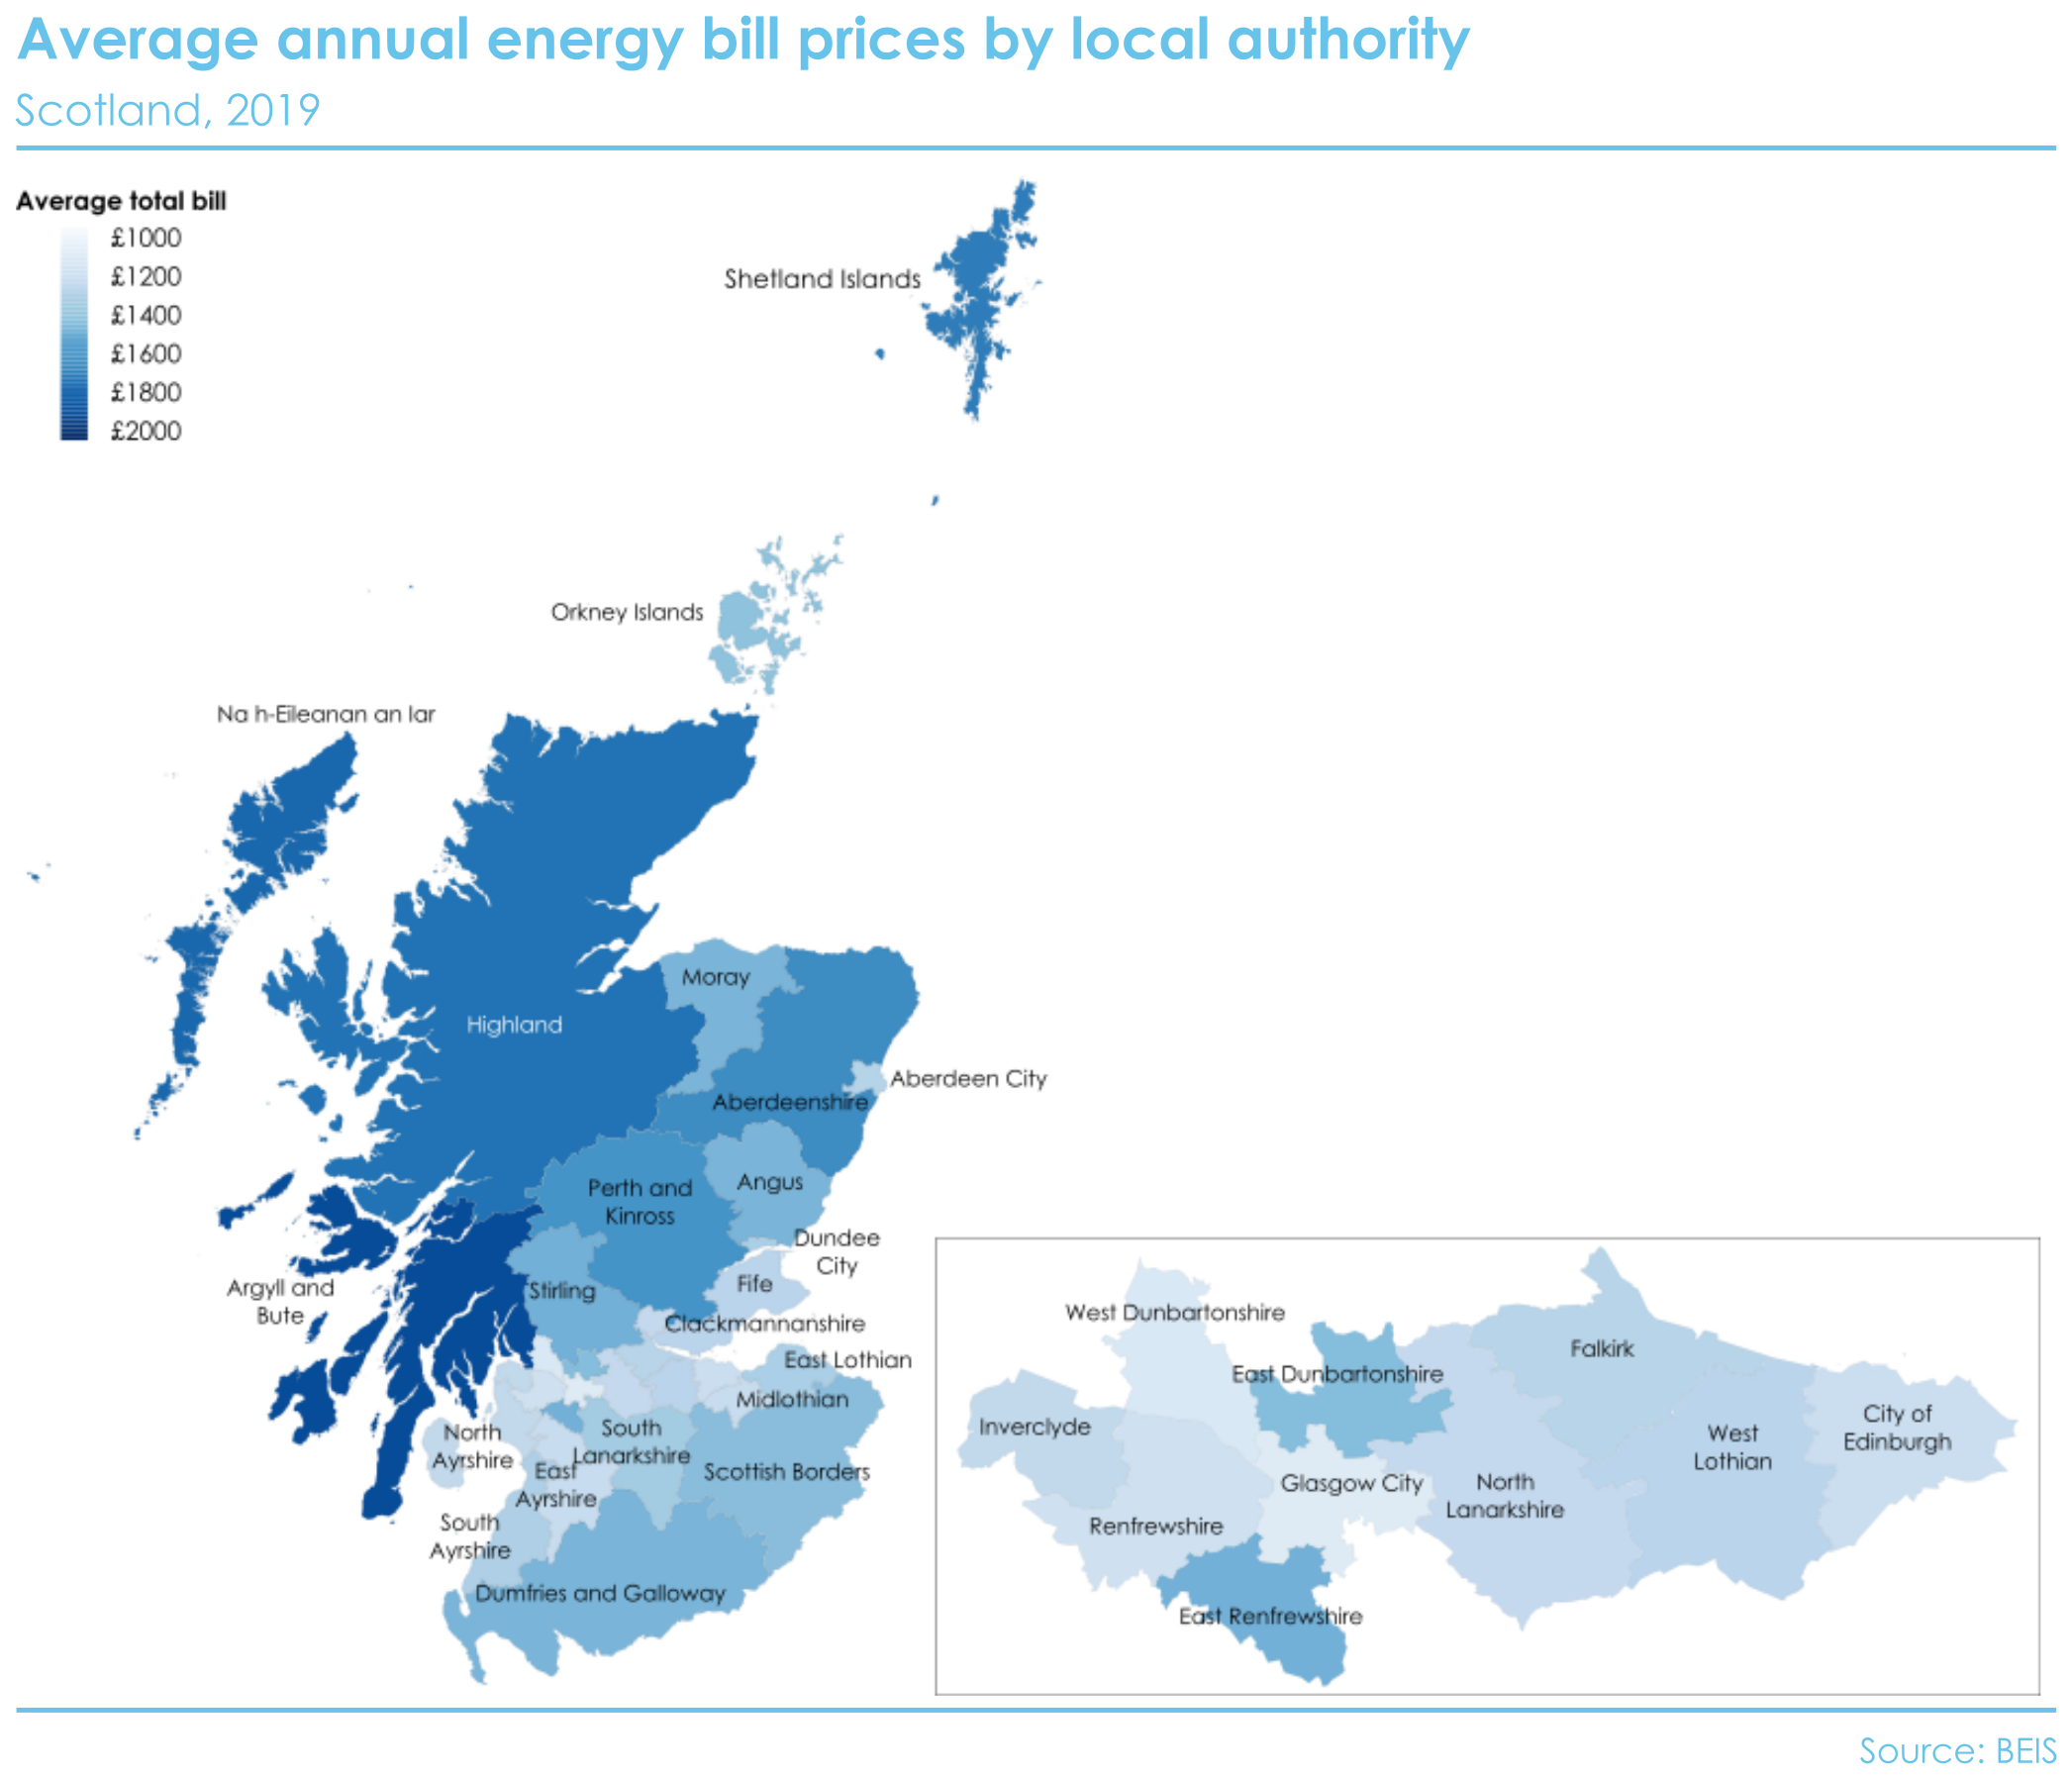 Average annual energy bill prices by local authority
Scotland, 2019
Average total bill
£1000
£1200
£1400
£1600
£1800
£2000
Shetland Islands
Orkney Islands
Na h-Eileanan an Iar
Moray
Highland
Aberdeen City
Aberdeenshire
Angus
Perth and
Kinross
Dundee
City
Fife
Stirling
Argyll and
Bute
Clackmannanshire
East Lothian
Midlothian
North
Ayrshire
South
Lanarkshire
East
Ayrshire
Scottish Borders
South
Ayrshire
Dumfries and Galloway
West Dunbartonshire
East Dunbartonshire
Falkirk
Inverclyde
West
Lothian
City of
Edinburgh
Glasgow City
North
Lanarkshire
Renfrewshire
East Renfrewshire
Source: BEIS